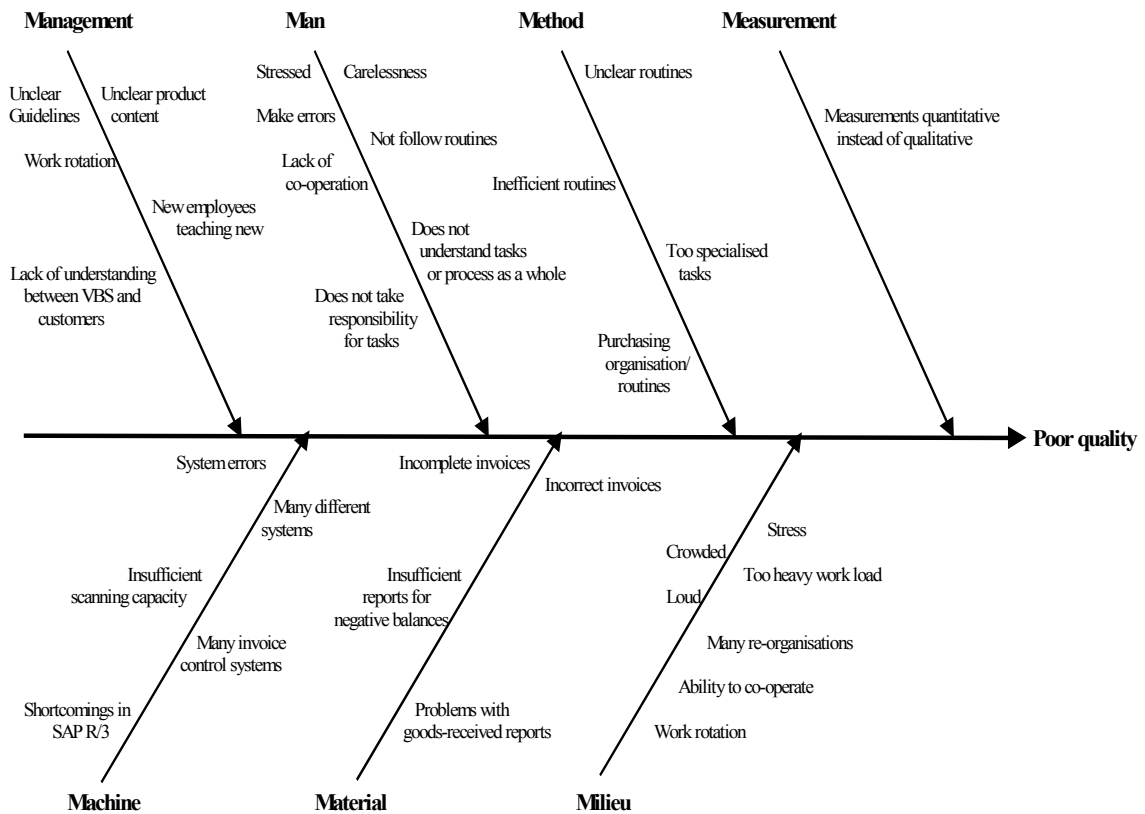 Management
Man
Method
Measurement
Stressed
Carelessness
Unclear routines
Unclear
Guidelines
Unclear product
content
Make errors
Measurements quantitative
instead of qualitative
Not follow routines
Work rotation
Lack of
co-operation
Inefficient routines
New employees
teaching new
Does not
understand tasks
or process as a whole
Too specialised
tasks
Lack of understanding
between VBS and
customers
Does not take
responsibility
for tasks
Purchasing
organisation/
routines
Poor quality
System errors
Incomplete invoices
Incorrect invoices
Many different
systems
Stress
Crowded
Too heavy work load
Insufficient
scanning capacity
Insufficient
reports for
negative balances
Loud
Many invoice
control systems
Many re-organisations
Ability to co-operate
Shortcomings in
SAP R/3
Problems with
goods-received reports
Work rotation
Machine
Material
Milieu